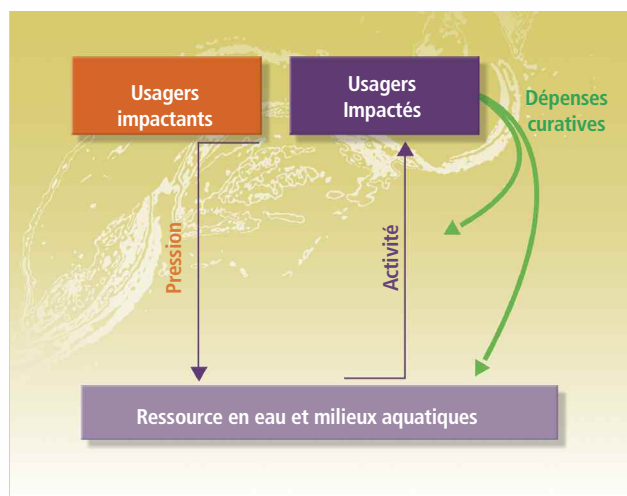 Usagers
impactants
Usagers
Impactés
Dépenses
curatives
Pression
Activité
Ressource en eau et milieux aquatiques